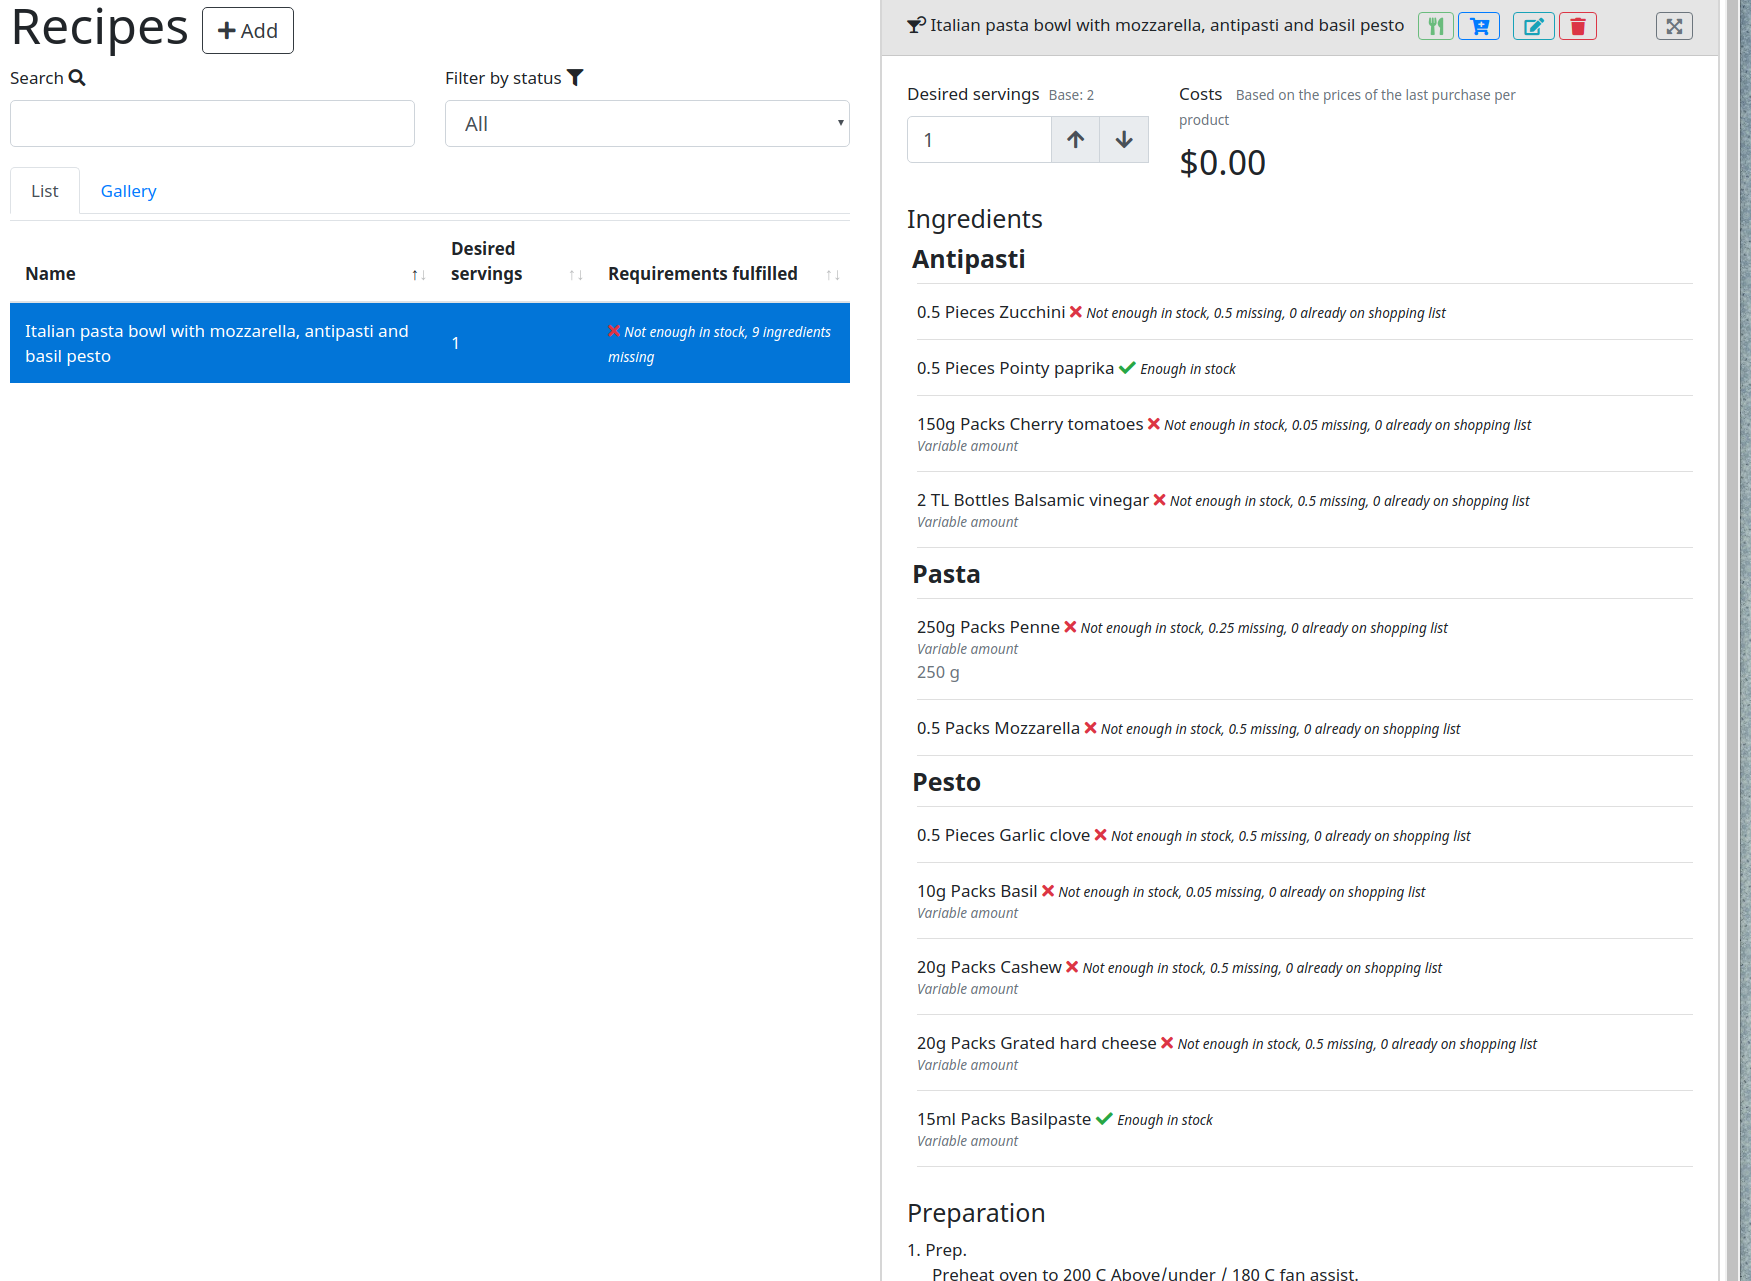 Recipes
Add
Search
Filter by status
All
List
Gallery
Name
Desired
servings
Requirements fulfilled
Italian pasta bowl with mozzarella, antipasti and
basil pesto
1
Not enough in stock, 9 ingredients
missing
Italian pasta bowl with mozzarella, antipasti and basil pesto
Desired servings Base: 2
1
Costs Based on the prices of the last purchase per
product
$0.00
Ingredients
Antipasti
0.5 Pieces Zucchini Not enough in stock, 0.5 missing, 0 already on shopping list
0.5 Pieces Pointy paprika Enough in stock
150g Packs Cherry tomatoes Not enough in stock, 0.05 missing, 0 already on shopping list
Variable amount
2 TL Bottles Balsamic vinegar Not enough in stock, 0.5 missing, 0 already on shopping list
Variable amount
Pasta
250g Packs Penne Not enough in stock, 0.25 missing, 0 already on shopping list
Variable amount
250 g
0.5 Packs Mozzarella Not enough in stock, 0.5 missing, 0 already on shopping list
Pesto
0.5 Pieces Garlic clove Not enough in stock, 0.5 missing, 0 already on shopping list
10g Packs Basil Not enough in stock, 0.05 missing, 0 already on shopping list
Variable amount
20g Packs Cashew Not enough in stock, 0.5 missing, 0 already on shopping list
Variable amount
20g Packs Grated hard cheese Not enough in stock, 0.5 missing, 0 already on shopping list
Variable amount
15ml Packs Basilpaste Enough in stock
Variable amount
Preparation
1. Prep.
Preheat oven to 200 C Above/under / 180 C fan assist.